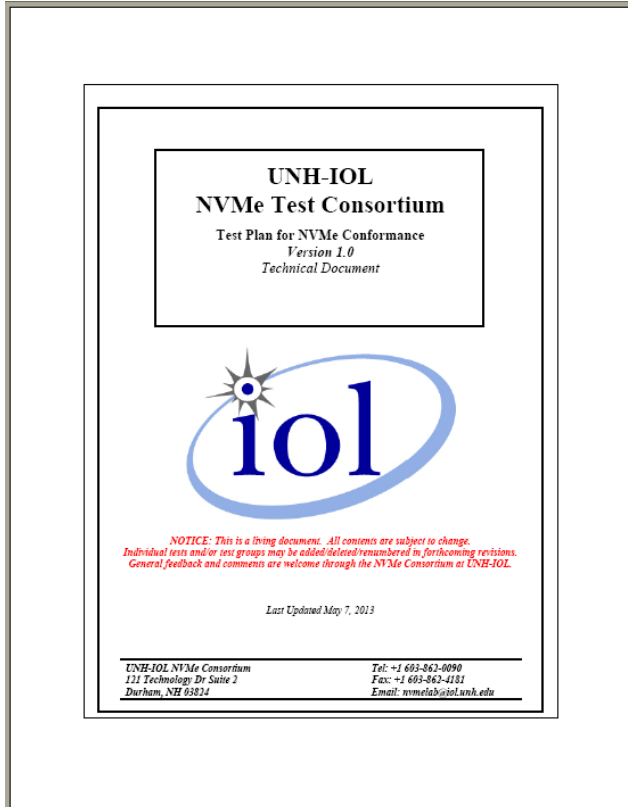 UNH-IOL
NVMe Test Consortium
Test Plan for NVMe Conformance
Version 1.0
Technical Document
iol
NOTICE: This is a living document. All contents are subject to change.
Individual tests and/or test groups may be added/deleted/renumbered in forthcoming revisions.
General feedback and comments are welcome through the NVMe Consortium at UNH-IOL.
Last Updated May 7, 2013
UNH-IOL NVMe Consortium
121 Technology Dr Suite 2
Durham, NH 03824
Tel: +1 603-862-0090
Fax: +1 603-862-4181
Email: nvmelab@iol.unh.edu